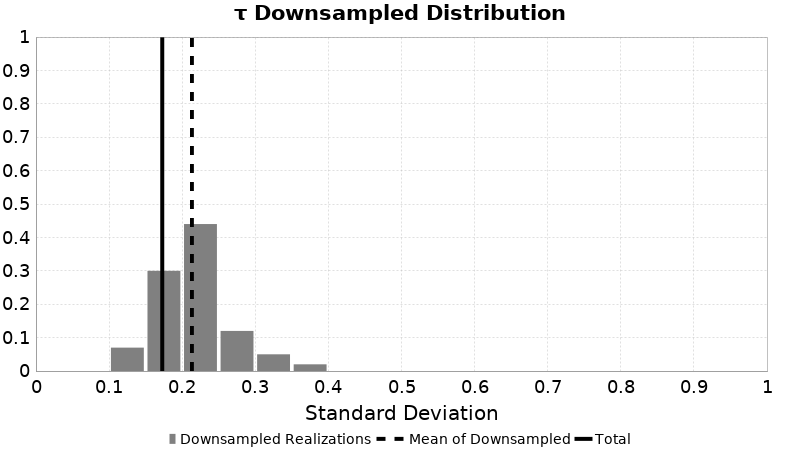 τ Downsampled Distribution
1
0.9
0.8
0.7
0.6
0.5
0.4
0.3
0.2
0.1
0
0 0.1 0.2 0.3 0.4 0.5 0.6 0.7 0.8 0.9 1
Standard Deviation
Downsampled Realizations Mean of Downsampled Total